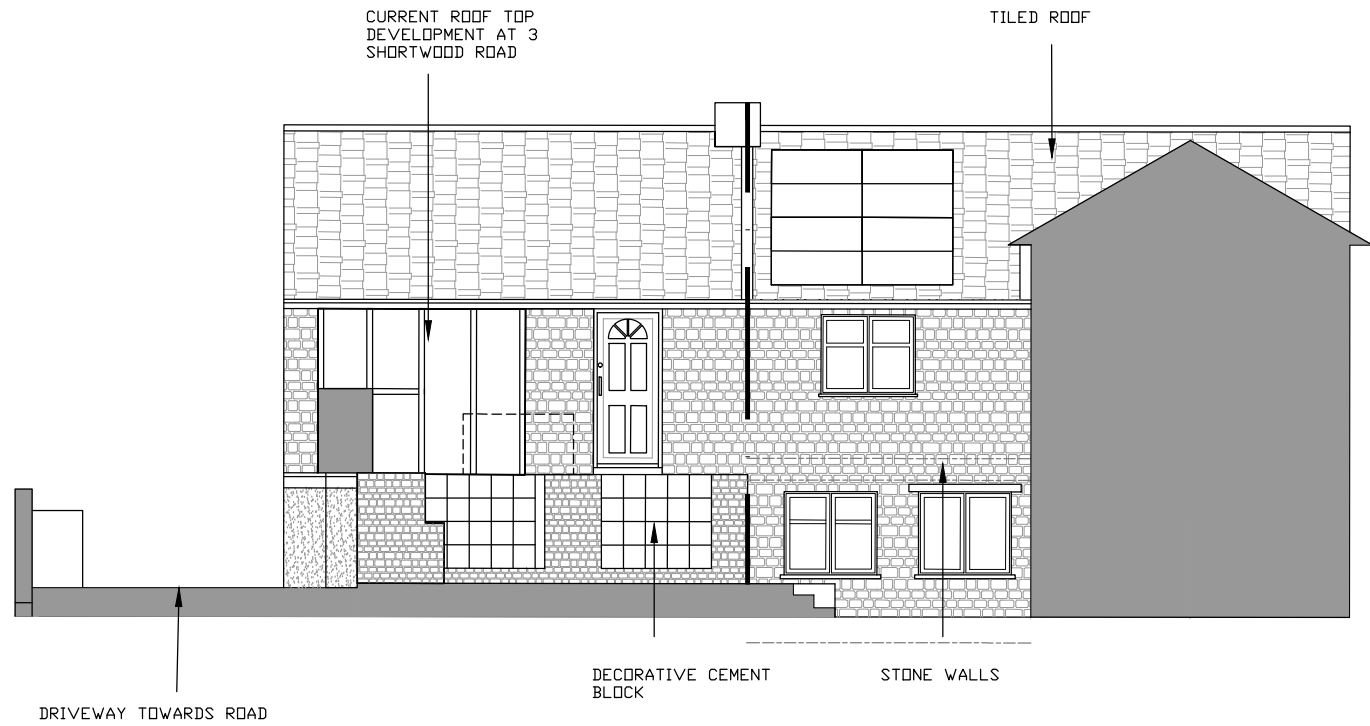 CURRENT ROOF TOP
DEVELOPMENT AT 3
SHORTWOOD ROAD
TILED ROOF
DECORATIVE CEMENT
BLOCK
STONE WALLS
DRIVEWAY TOWARDS ROAD